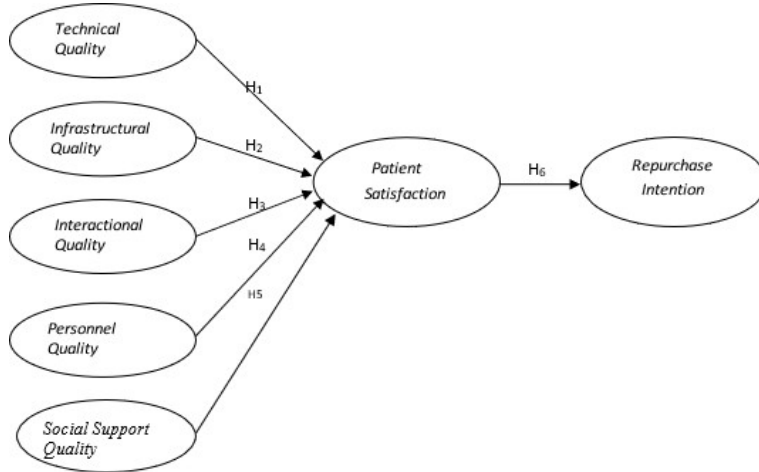 Technical
Quality
H₁
Infrastructural
Quality
H₂
Patient
Satisfaction
H₆
Repurchase
Intention
Interactional
Quality
H₃
H₄
H5
Personnel
Quality
Social Support
Quality